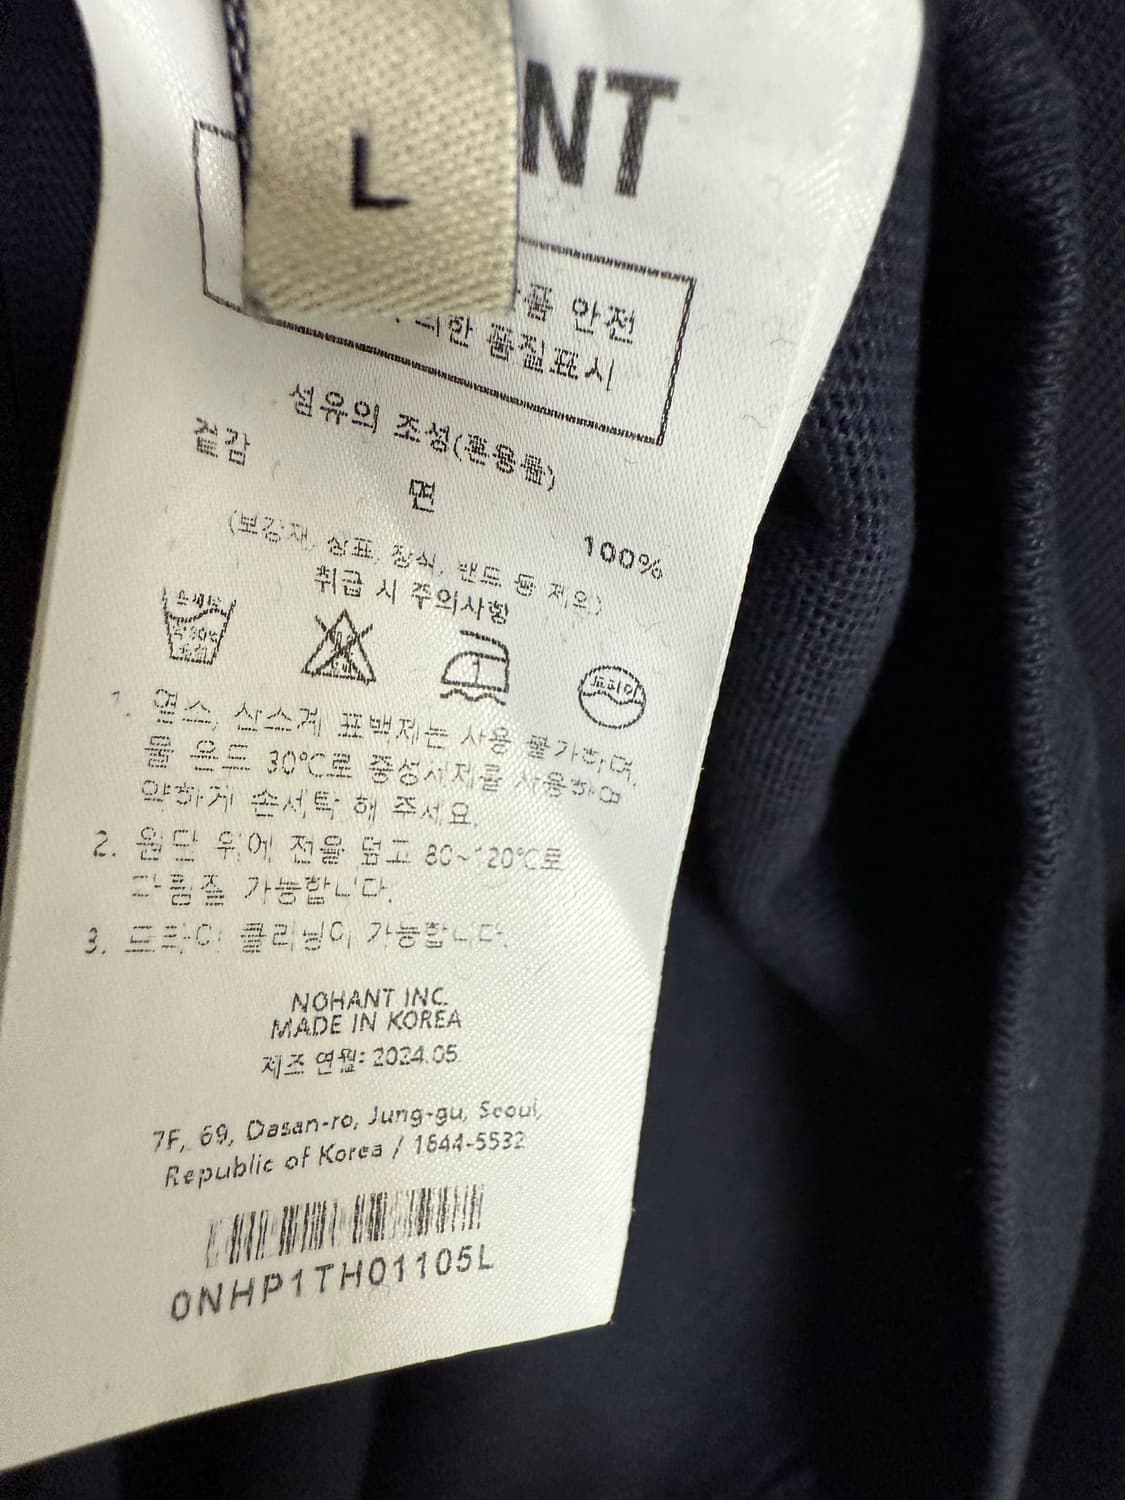 L
NT
안전
의한 품질표시
섬유의 조성(혼용률)
겉감
면
100%
(보강재, 상표, 장식, 밴드 등 제외)
취급 시 주의사항
드라이
1. 염소, 산소계 표백제는 사용 불가하며,
물 온도 30℃로 중성세제를 사용하여
약하게 손세탁 해 주세요.
2. 원단 위에 천을 덮고 80~120℃로
다림질 가능합니다.
3. 드라이 클리닝이 가능합니다.
NOHANT INC.
MADE IN KOREA
제조 연월: 2024.05
7F, 69, Dasan-ro, Jung-gu, Seoul,
Republic of Korea / 1644-5532
0NHP1TH01105L